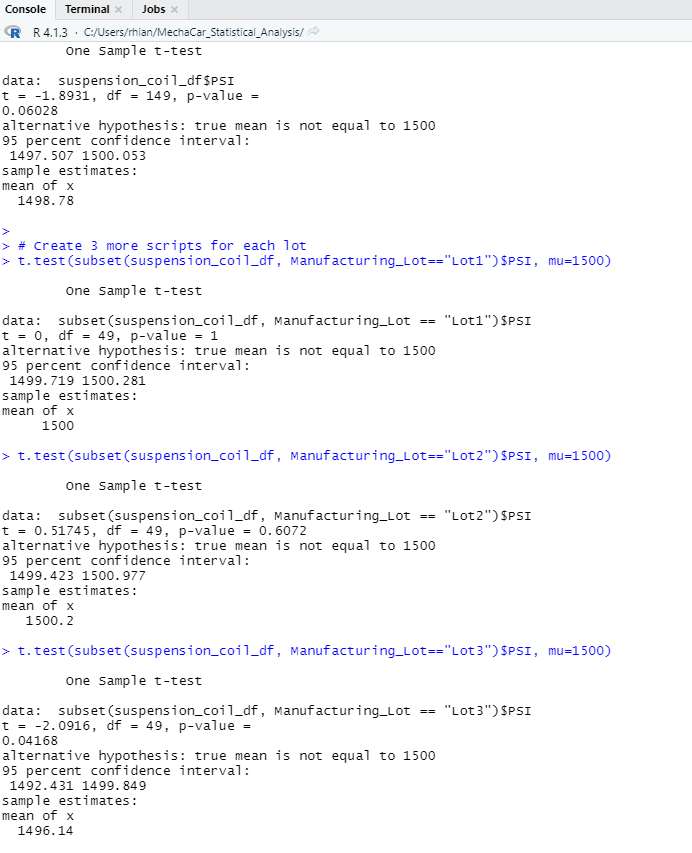 Console Terminal × Jobs ×
R R 4.1.3 · C:/Users/rhian/MechaCar_Statistical_Analysis/
One Sample t-test
data:  suspension_coil_df$PSI
t = -1.8931, df = 149, p-value =
0.06028
alternative hypothesis: true mean is not equal to 1500
95 percent confidence interval:
 1497.507 1500.053
sample estimates:
mean of x
  1498.78
>
> # Create 3 more scripts for each lot
> t.test(subset(suspension_coil_df, Manufacturing_Lot=="Lot1")$PSI, mu=1500)
One Sample t-test
data:  subset(suspension_coil_df, Manufacturing_Lot == "Lot1")$PSI
t = 0, df = 49, p-value = 1
alternative hypothesis: true mean is not equal to 1500
95 percent confidence interval:
 1499.719 1500.281
sample estimates:
mean of x
     1500
> t.test(subset(suspension_coil_df, Manufacturing_Lot=="Lot2")$PSI, mu=1500)
One Sample t-test
data:  subset(suspension_coil_df, Manufacturing_Lot == "Lot2")$PSI
t = 0.51745, df = 49, p-value = 0.6072
alternative hypothesis: true mean is not equal to 1500
95 percent confidence interval:
 1499.423 1500.977
sample estimates:
mean of x
   1500.2
> t.test(subset(suspension_coil_df, Manufacturing_Lot=="Lot3")$PSI, mu=1500)
One Sample t-test
data:  subset(suspension_coil_df, Manufacturing_Lot == "Lot3")$PSI
t = -2.0916, df = 49, p-value =
0.04168
alternative hypothesis: true mean is not equal to 1500
95 percent confidence interval:
 1492.431 1499.849
sample estimates:
mean of x
  1496.14